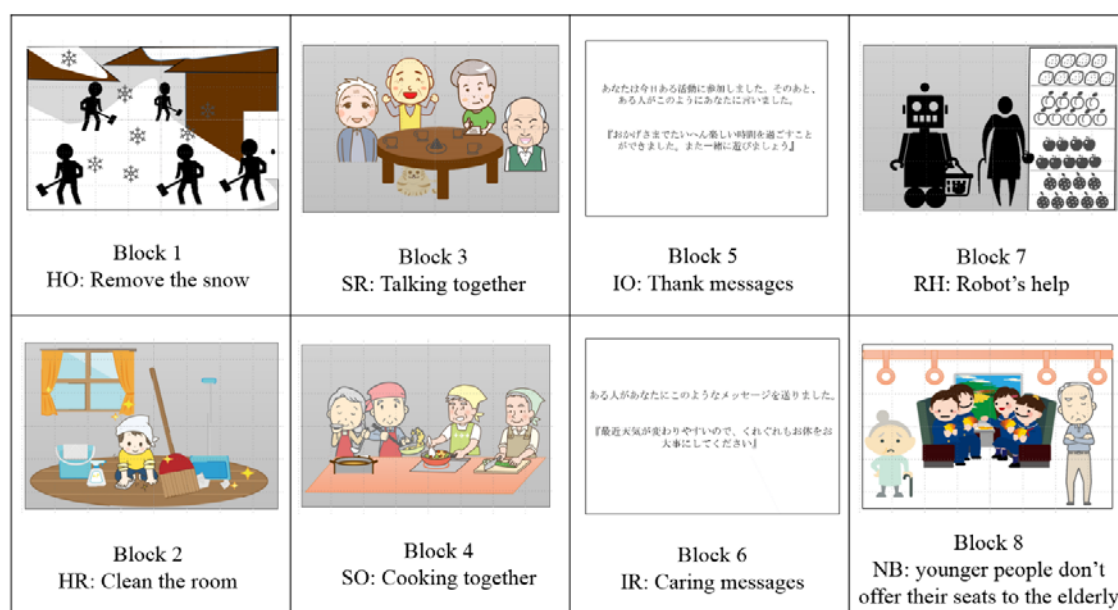 Block 1
HO: Remove the snow
Block 3
SR: Talking together
あなたは今日ある活動に参加しました。そのあと、
ある人がこのようにあなたに言いました。
『おかげさまでたいへん楽しい時間を過ごすこと
ができました。また一緒に遊びましょう』
Block 5
IO: Thank messages
Block 7
RH: Robot’s help
Block 2
HR: Clean the room
Block 4
SO: Cooking together
ある人があなたにこのようなメッセージを送りました。
『最近天気が変わりやすいので、くれぐれもお体をお
大事にしてください』
Block 6
IR: Caring messages
Block 8
NB: younger people don’t
offer their seats to the elderly